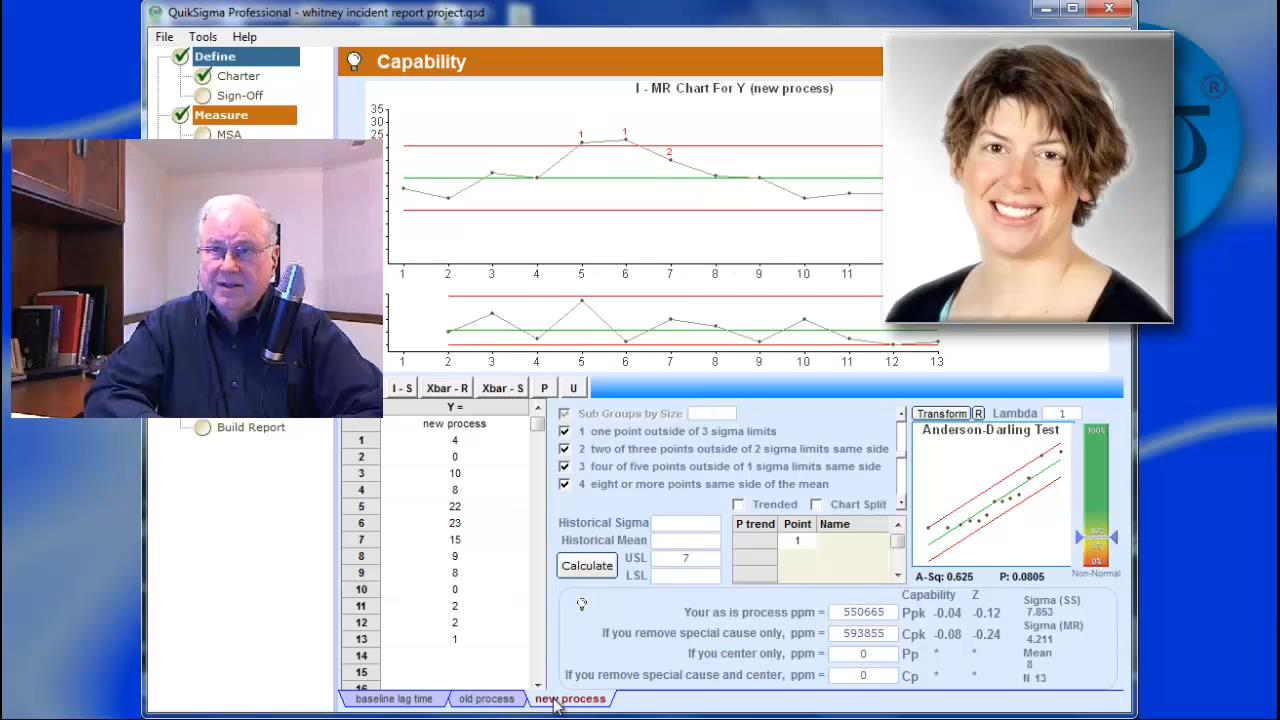 QuikSigma Professional - whitney incident report project.qsd
File Tools Help
Define
Charter
Sign-Off
Measure
MSA
Build Report
Capability
I - MR Chart For Y (new process)
35
30
25
1 1 2
1 2 3 4 5 6 7 8 9 10 11
1 2 3 4 5 6 7 8 9 10 11 12 13
®
I - S Xbar - R Xbar - S P U
Y =
new process
1 4
2 0
3 10
4 8
5 22
6 23
7 15
8 9
9 8
10 0
11 2
12 2
13 1
14
15
16
Sub Groups by Size
1 one point outside of 3 sigma limits
2 two of three points outside of 2 sigma limits same side
3 four of five points outside of 1 sigma limits same side
4 eight or more points same side of the mean
Trended Chart Split
Historical Sigma
Historical Mean
USL 7
LSL
Calculate
P trend Point Name
1
Transform R Lambda 1
Anderson-Darling Test
100%
10%
5%
0%
A-Sq: 0.625 P: 0.0805 Non-Normal
Capability Z
Your as is process ppm = 550665 Ppk -0.04 -0.12
If you remove special cause only, ppm = 593855 Cpk -0.08 -0.24
If you center only, ppm = 0 Pp * *
If you remove special cause and center, ppm = 0 Cp * *
Sigma (SS)
7.853
Sigma (MR)
4.211
Mean
8
N 13
baseline lag time old process new process